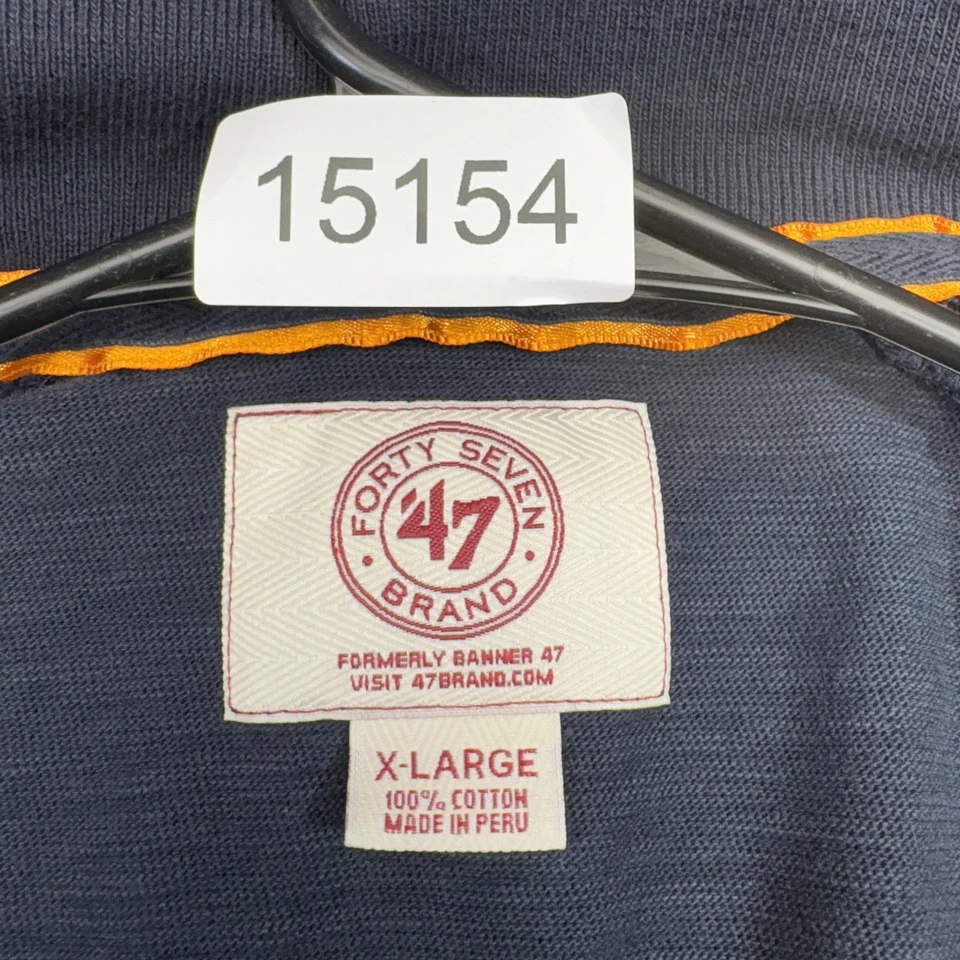 15154
FORTY SEVEN
'47
BRAND
FORMERLY BANNER 47
VISIT 47BRAND.COM
X-LARGE
100% COTTON
MADE IN PERU